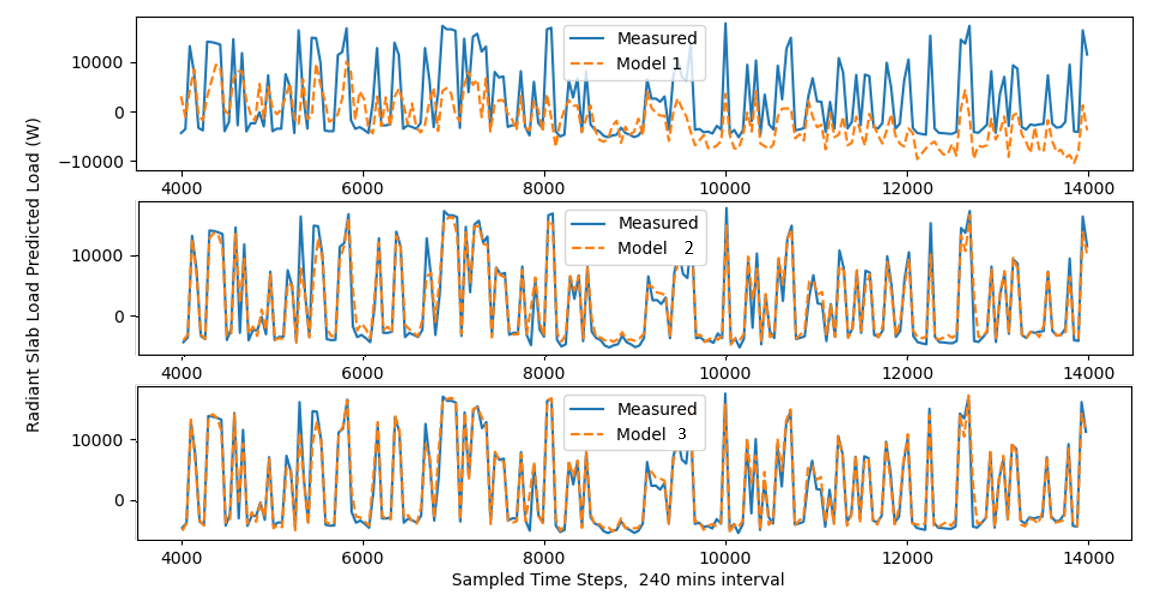 Radiant Slab Load Predicted Load (W)
10000
0
−10000
Measured
Model 1
4000 6000 8000 10000 12000 14000
10000
0
Measured
Model 2
4000 6000 8000 10000 12000 14000
10000
0
Measured
Model 3
4000 6000 8000 10000 12000 14000
Sampled Time Steps, 240 mins interval